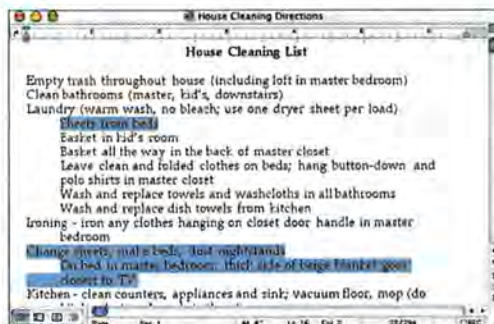 House Cleaning Directions
House Cleaning List
Empty trash throughout house (including loft in master bedroom)
Clean bathrooms (master, kid's, downstairs)
Laundry (warm wash, no bleach; use one dryer sheet per load)
Sheets from beds
Basket in kid's room
Basket all the way in the back of master closet
Leave clean and folded clothes on beds; hang button-down and
polo shirts in master closet
Wash and replace towels and washcloths in all bathrooms
Wash and replace dish towels from kitchen
Ironing - iron any clothes hanging on closet door handle in master
bedroom
Change sheets, make beds, dust nightstands
On bed in master bedroom, thick side of beige blanket goes
closest to TV
Kitchen - clean counters, appliances and sink; vacuum floor, mop (do